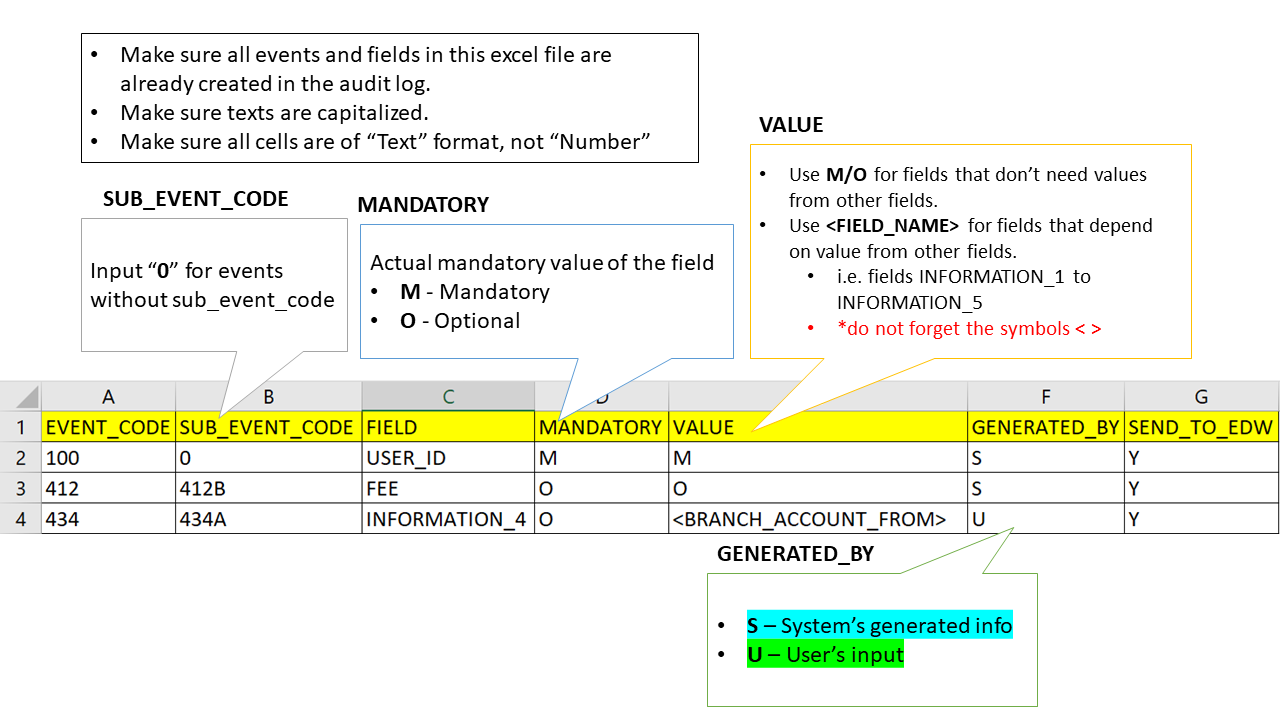 • Make sure all events and fields in this excel file are
already created in the audit log.
• Make sure texts are capitalized.
• Make sure all cells are of “Text” format, not “Number”
SUB_EVENT_CODE
Input “0” for events
without sub_event_code
MANDATORY
Actual mandatory value of the field
• M - Mandatory
• O - Optional
VALUE
• Use M/O for fields that don’t need values
from other fields.
• Use <FIELD_NAME> for fields that depend
on value from other fields.
• i.e. fields INFORMATION_1 to
INFORMATION_5
• *do not forget the symbols < >
A B C D F G
1 EVENT_CODE SUB_EVENT_CODE FIELD MANDATORY VALUE GENERATED_BY SEND_TO_EDW
2 100 0 USER_ID M M S Y
3 412 412B FEE O O S Y
4 434 434A INFORMATION_4 O <BRANCH_ACCOUNT_FROM> U Y
GENERATED_BY
• S – System’s generated info
• U – User’s input